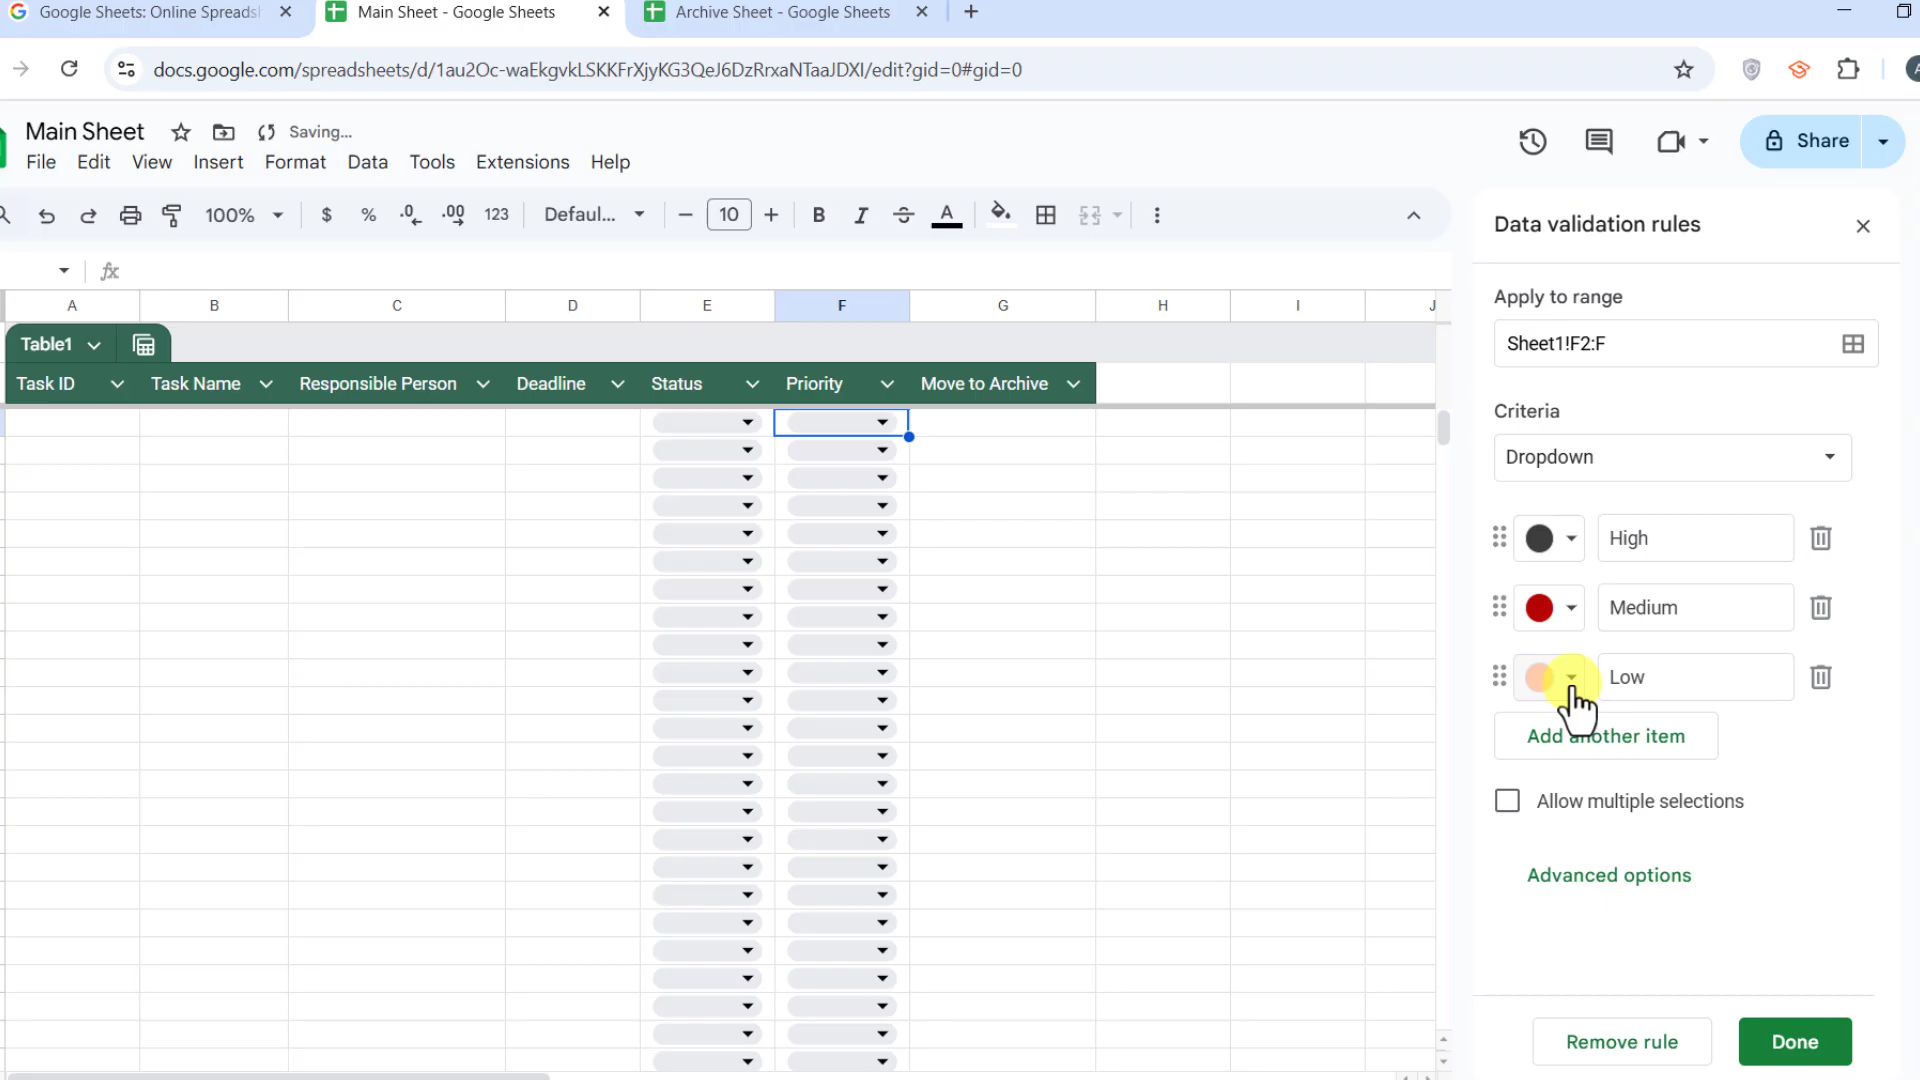 Google Sheets: Online Spreads
Main Sheet - Google Sheets
Archive Sheet - Google Sheets
docs.google.com/spreadsheets/d/1au2Oc-waEkgvkLSKKFrXjyKG3QeJ6DzRrxaNTaaJDXI/edit?gid=0#gid=0
Main Sheet
Saving...
File Edit View Insert Format Data Tools Extensions Help
Share
100% $ % .0 .00 123 Defaul... 10 B I S A
fx
A B C D E F G H I J
Table1
Task ID Task Name Responsible Person Deadline Status Priority Move to Archive
Data validation rules
Apply to range
Sheet1!F2:F
Criteria
Dropdown
High
Medium
Low
Add another item
Allow multiple selections
Advanced options
Remove rule
Done